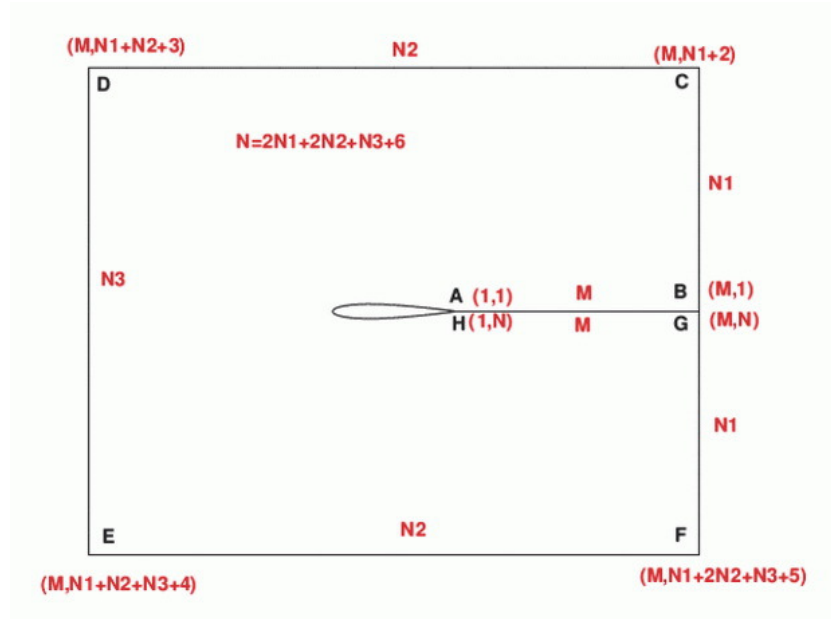 (M,N1+N2+3)
N2
(M,N1+2)
D
C
N=2N1+2N2+N3+6
N1
N3
A (1,1)
M
B
(M,1)
H(1,N)
M
G
(M,N)
N1
E
N2
F
(M,N1+N2+N3+4)
(M,N1+2N2+N3+5)